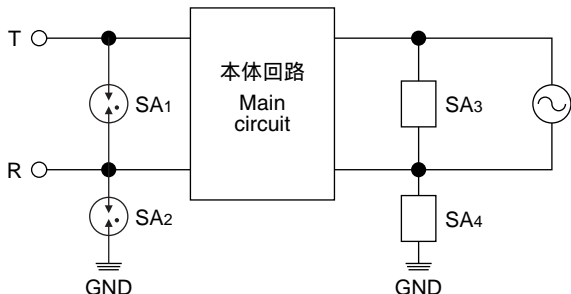 T
本体回路
Main
circuit
SA1
SA3
R
SA2
SA4
GND
GND